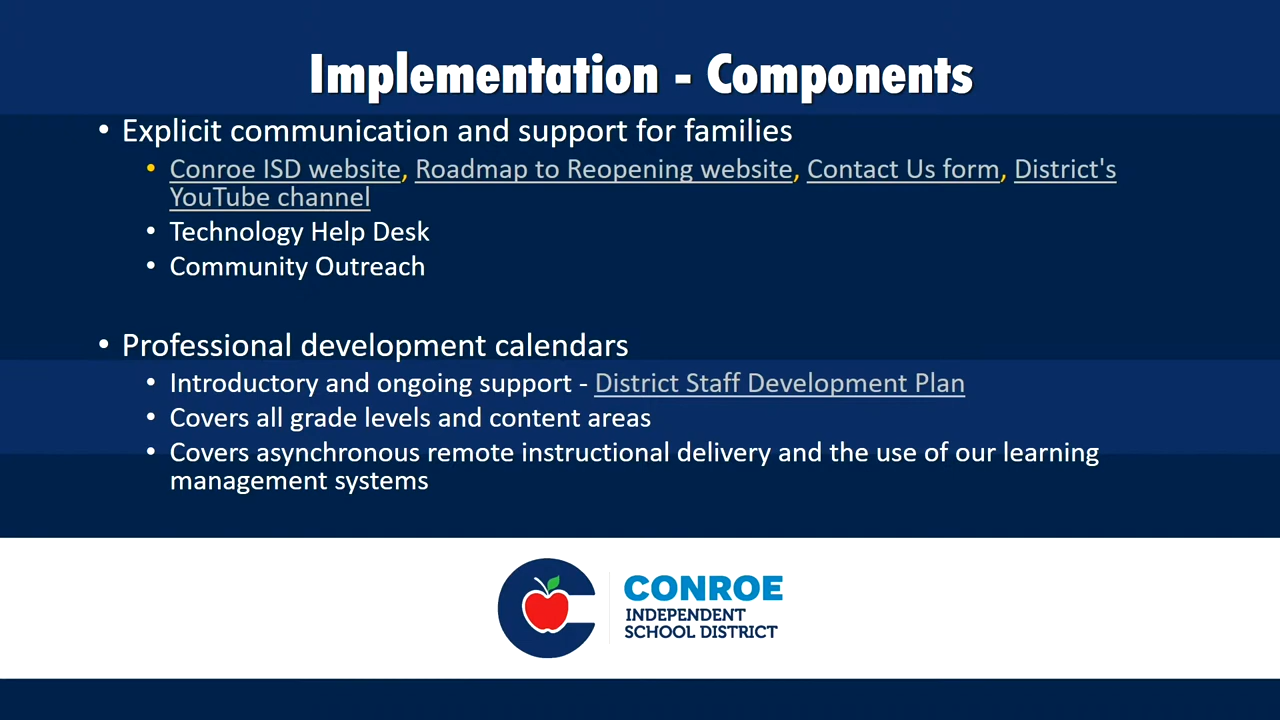 Implementation - Components
• Explicit communication and support for families
• Conroe ISD website, Roadmap to Reopening website, Contact Us form, District's
YouTube channel
• Technology Help Desk
• Community Outreach
• Professional development calendars
• Introductory and ongoing support - District Staff Development Plan
• Covers all grade levels and content areas
• Covers asynchronous remote instructional delivery and the use of our learning
management systems
CONROE
INDEPENDENT
SCHOOL DISTRICT